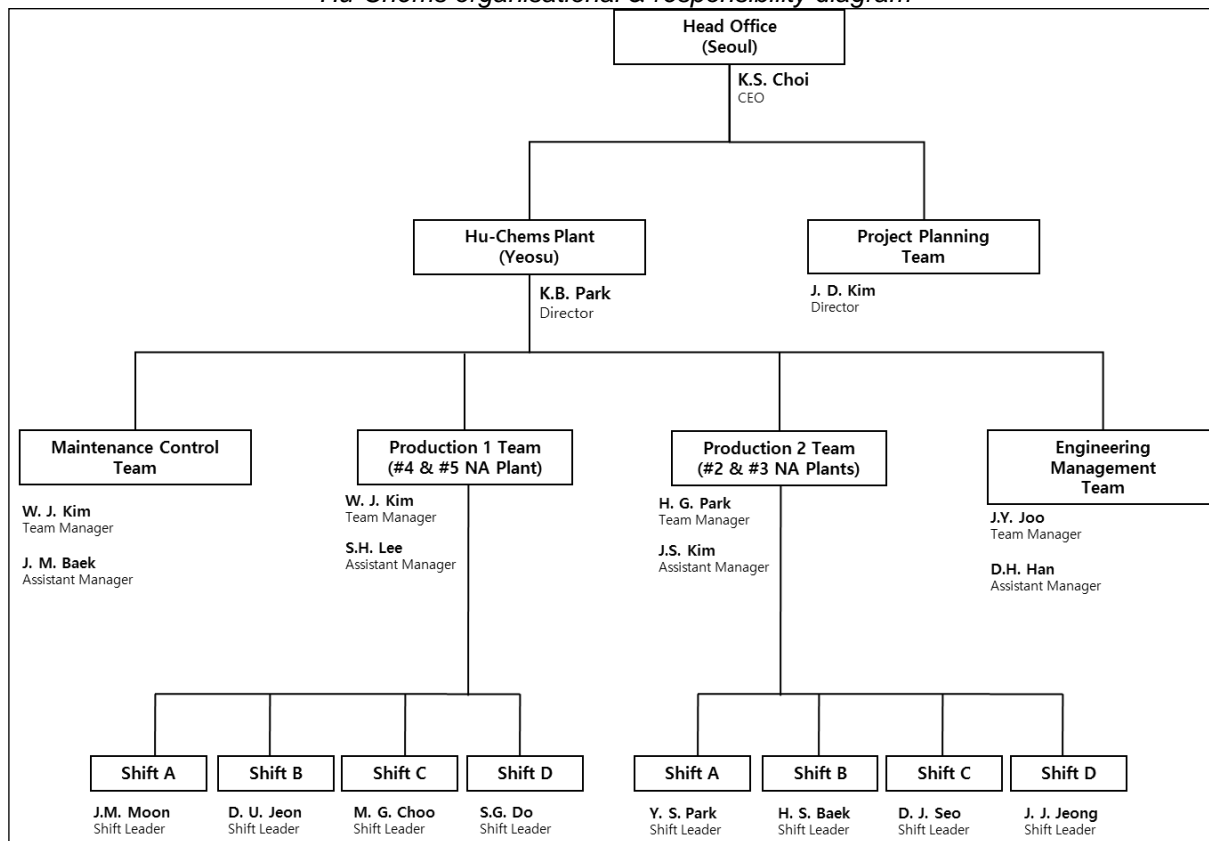 Hu-Chems organisational & responsibility diagram
Head Office
(Seoul)
K.S. Choi
CEO
Hu-Chems Plant
(Yeosu)
K.B. Park
Director
Project Planning
Team
J. D. Kim
Director
Maintenance Control
Team
W. J. Kim
Team Manager
J. M. Baek
Assistant Manager
Production 1 Team
(#4 & #5 NA Plant)
W. J. Kim
Team Manager
S.H. Lee
Assistant Manager
Production 2 Team
(#2 & #3 NA Plants)
H. G. Park
Team Manager
J.S. Kim
Assistant Manager
Engineering
Management
Team
J.Y. Joo
Team Manager
D.H. Han
Assistant Manager
Shift A
J.M. Moon
Shift Leader
Shift B
D. U. Jeon
Shift Leader
Shift C
M. G. Choo
Shift Leader
Shift D
S.G. Do
Shift Leader
Shift A
Y. S. Park
Shift Leader
Shift B
H. S. Baek
Shift Leader
Shift C
D. J. Seo
Shift Leader
Shift D
J. J. Jeong
Shift Leader